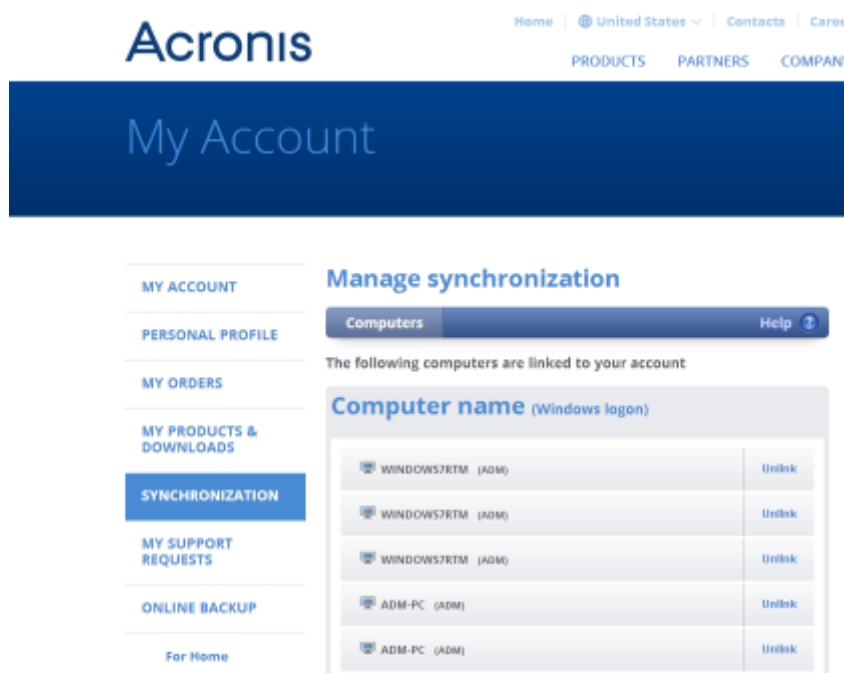 Acronis
Home United States Contacts Caree
PRODUCTS PARTNERS COMPAN
My Account
MY ACCOUNT
PERSONAL PROFILE
MY ORDERS
MY PRODUCTS &
DOWNLOADS
SYNCHRONIZATION
MY SUPPORT
REQUESTS
ONLINE BACKUP
For Home
Manage synchronization
Computers Help ?
The following computers are linked to your account
Computer name (Windows logon)
WINDOWS7RTM (ADM) Unlink
WINDOWS7RTM (ADM) Unlink
WINDOWS7RTM (ADM) Unlink
ADM-PC (ADM) Unlink
ADM-PC (ADM) Unlink